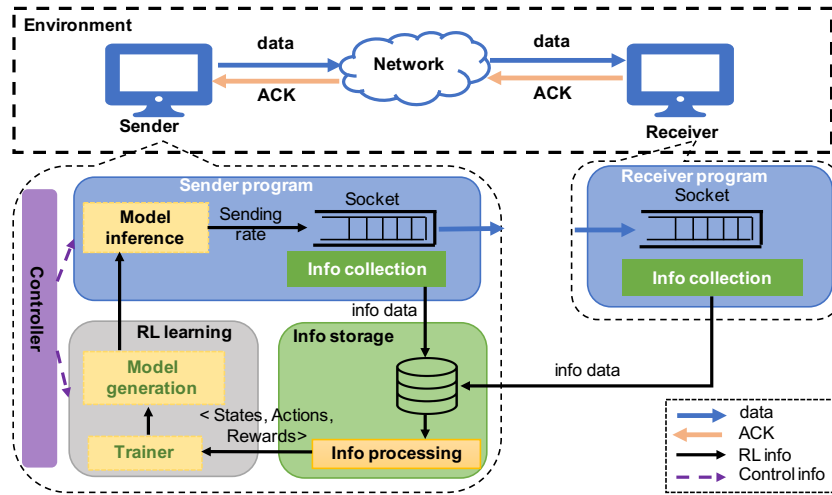 Environment
data
data
Network
ACK
ACK
Sender
Receiver
Sender program
Receiver program
Socket
Socket
Model
inference
Sending
rate
Info collection
Info collection
Controller
info data
RL learning
Info storage
Model
generation
info data
< States, Actions,
Rewards>
Trainer
Info processing
data
ACK
RL info
Control info